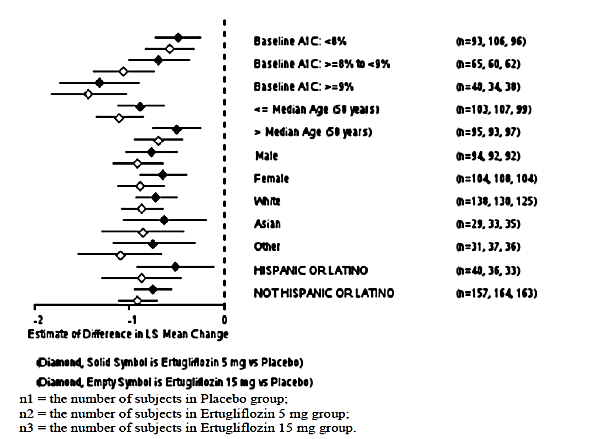 Baseline A1C: <8% (n=93, 106, 96)
Baseline A1C: >=8% to <9% (n=65, 60, 62)
Baseline A1C: >=9% (n=40, 34, 38)
<= Median Age (58 years) (n=103, 107, 99)
> Median Age (58 years) (n=95, 93, 97)
Male (n=94, 92, 92)
Female (n=104, 108, 104)
White (n=138, 130, 125)
Asian (n=29, 33, 35)
Other (n=31, 37, 36)
HISPANIC OR LATINO (n=40, 36, 33)
NOT HISPANIC OR LATINO (n=157, 164, 163)
-2 -1 0
Estimate of Difference in LS Mean Change
(Diamond, Solid Symbol is Ertugliflozin 5 mg vs Placebo)
(Diamond, Empty Symbol is Ertugliflozin 15 mg vs Placebo)
n1 = the number of subjects in Placebo group;
n2 = the number of subjects in Ertugliflozin 5 mg group;
n3 = the number of subjects in Ertugliflozin 15 mg group.